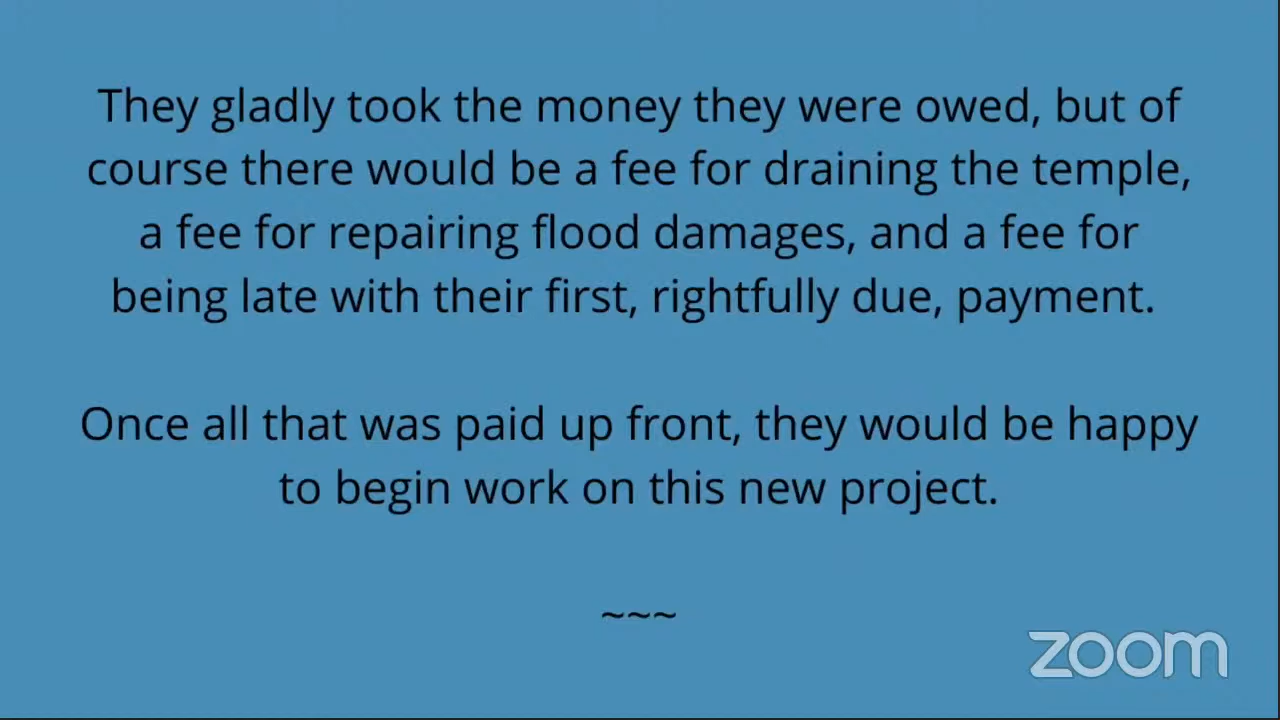 They gladly took the money they were owed, but of
course there would be a fee for draining the temple,
a fee for repairing flood damages, and a fee for
being late with their first, rightfully due, payment.
Once all that was paid up front, they would be happy
to begin work on this new project.
~~~
zoom